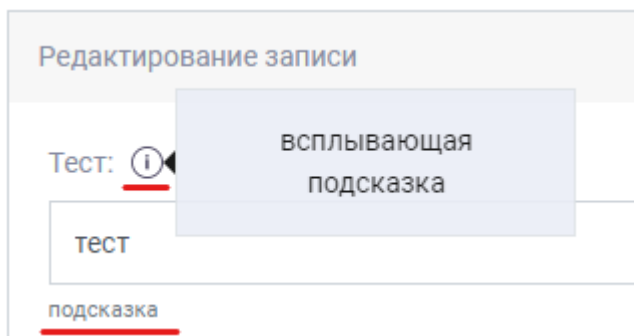 Редактирование записи
всплывающая
подсказка
Тест: i
тест
подсказка